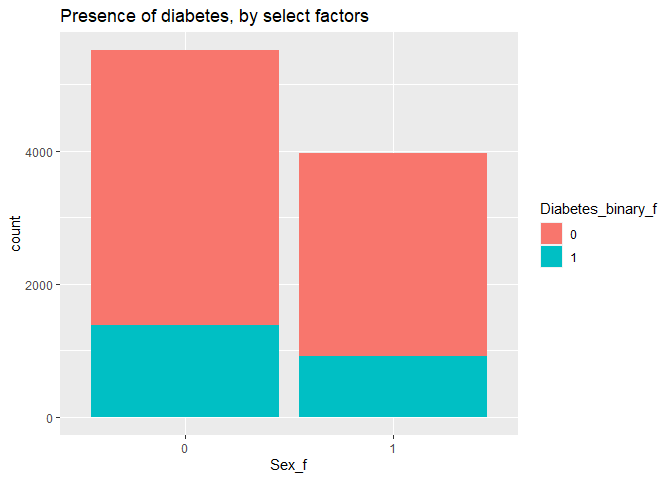 Presence of diabetes, by select factors
4000
2000
0
count
0
1
Sex_f
Diabetes_binary_f
0
1